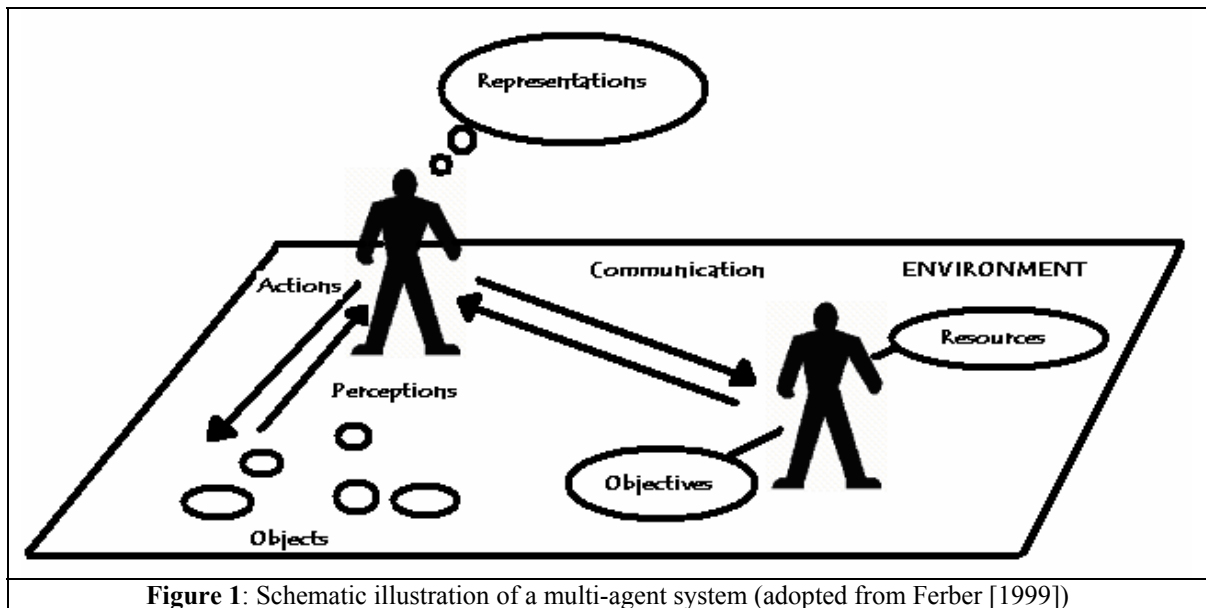 Representations
Actions
Communication
ENVIRONMENT
Resources
Perceptions
Objectives
Objects
Figure 1: Schematic illustration of a multi-agent system (adopted from Ferber [1999])